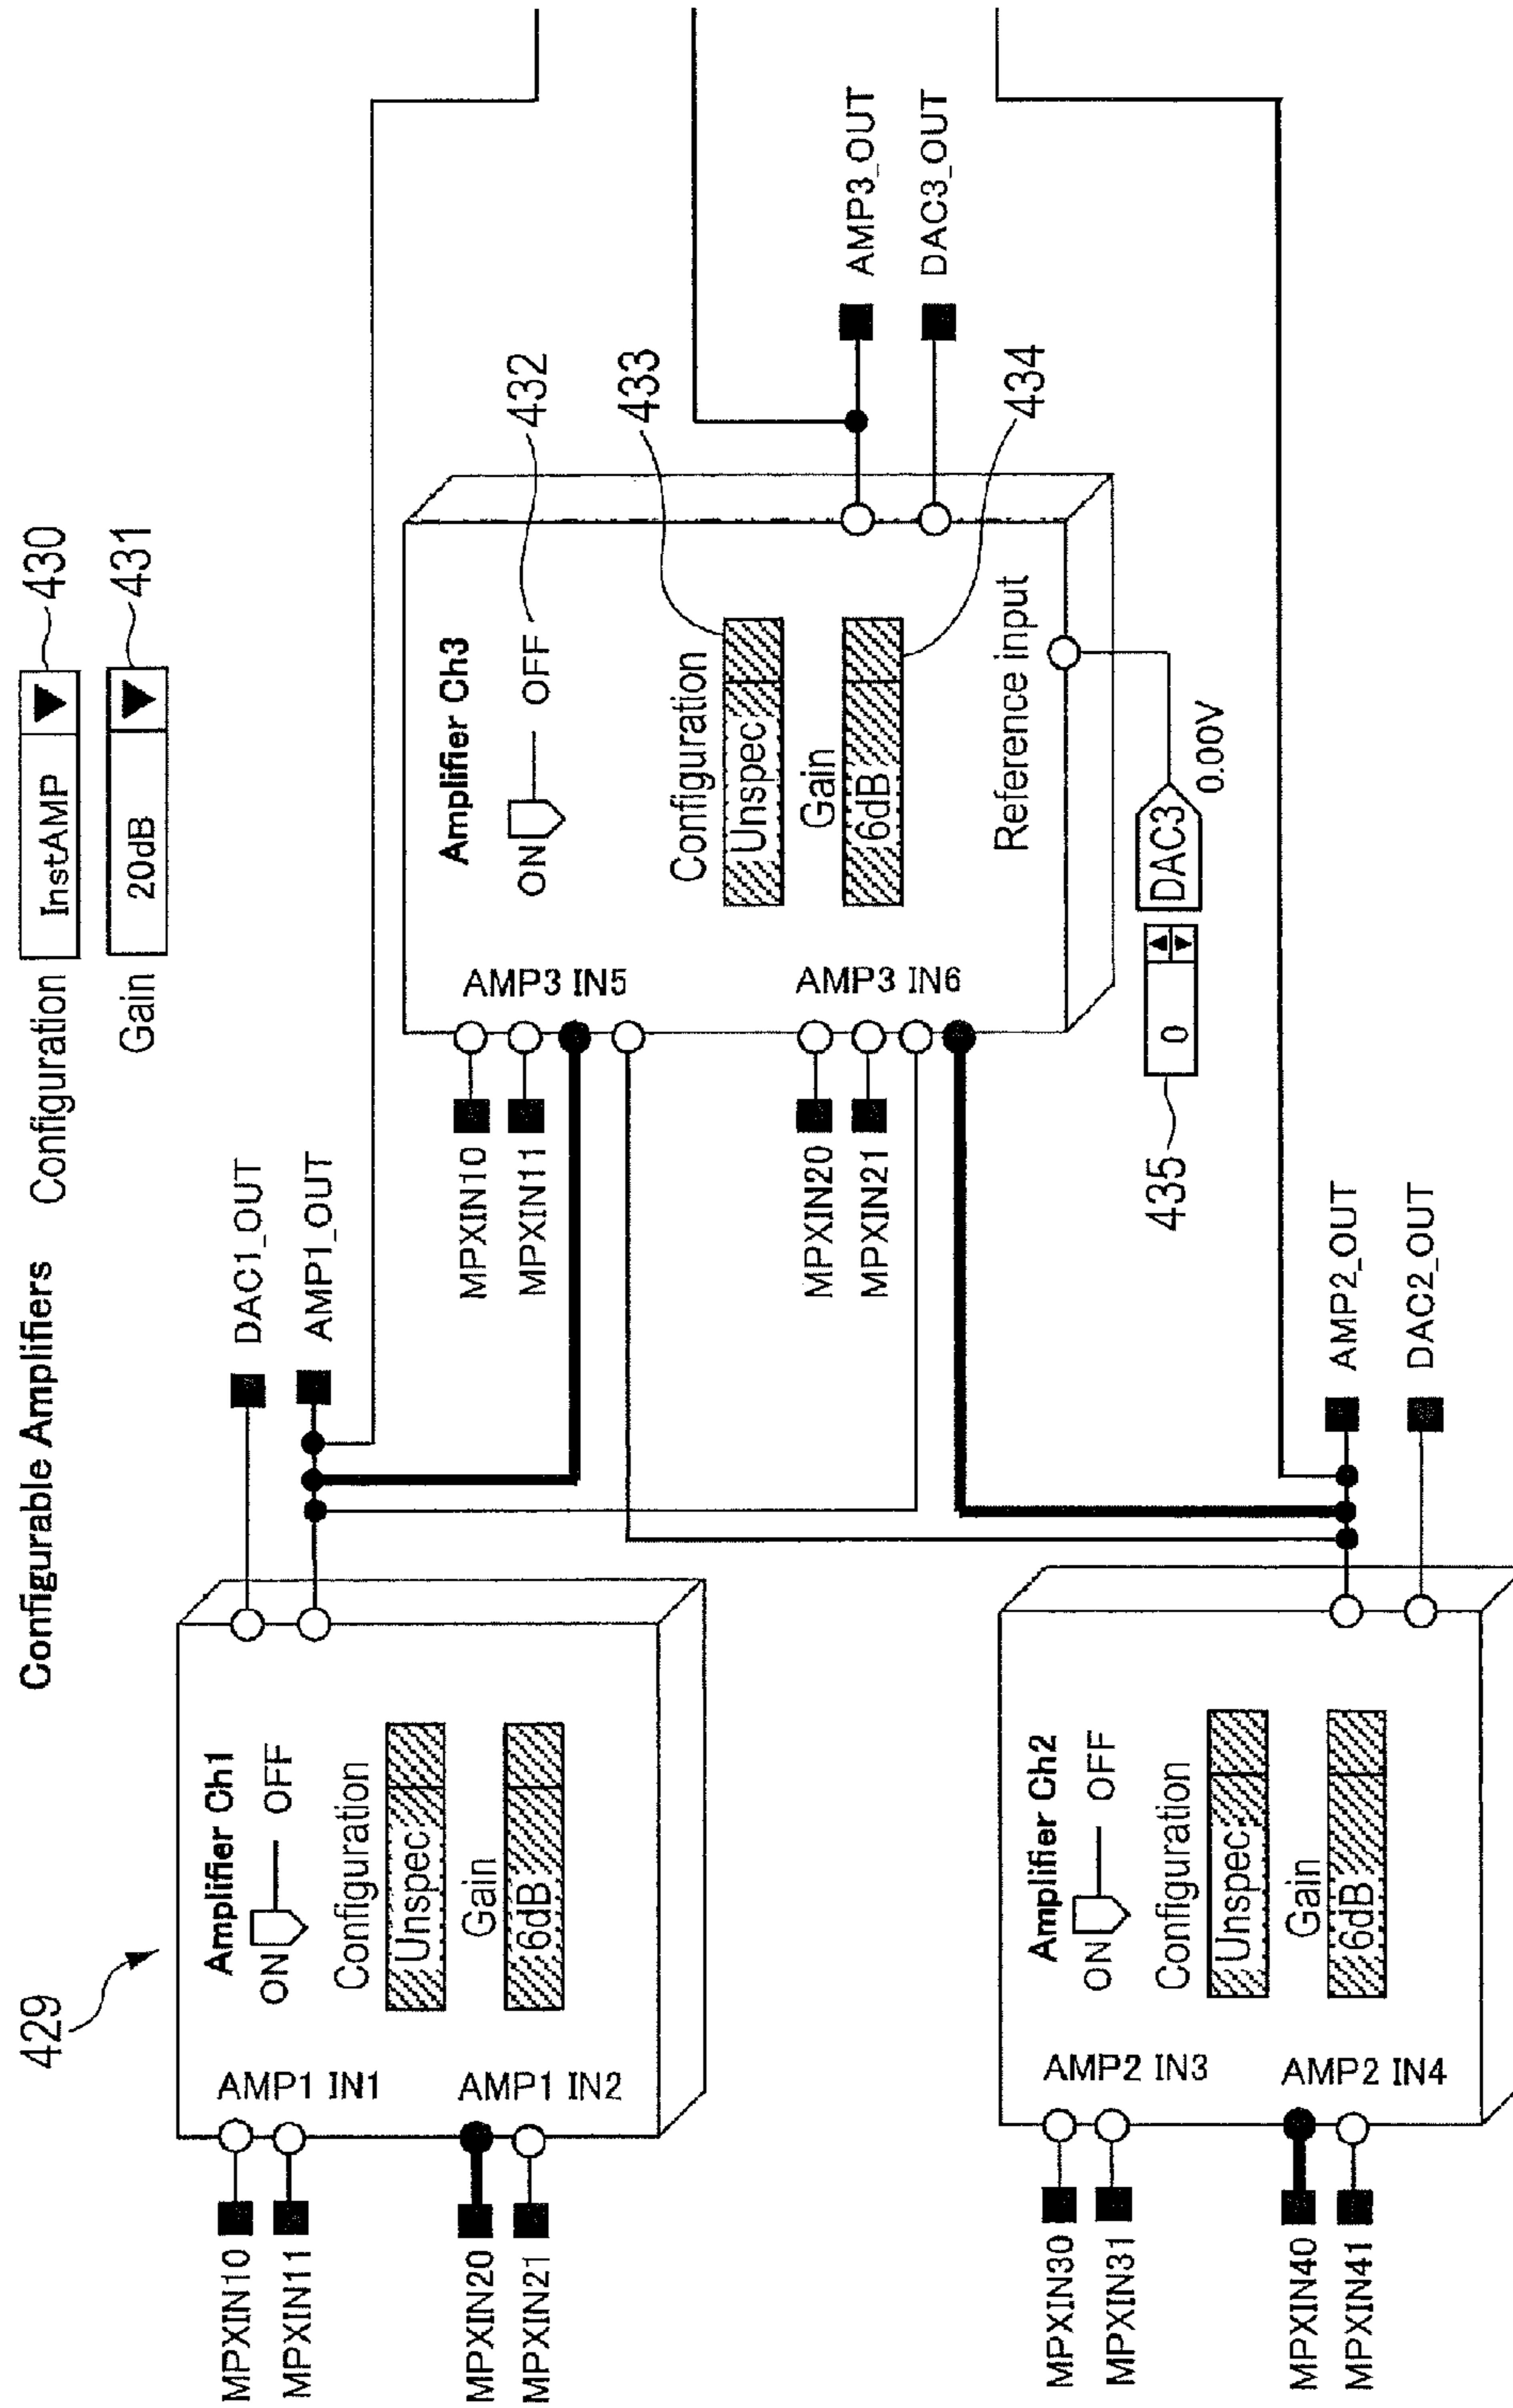 Configurable Amplifiers
Configuration InstAMP 430
Gain 20dB 431
429
Amplifier Ch1
ON OFF
Configuration
Unspec
Gain
6dB
AMP1 IN1
AMP1 IN2
MPXIN10
MPXIN11
MPXIN20
MPXIN21
DAC1_OUT
AMP1_OUT
Amplifier Ch3
ON OFF 432
Configuration 433
Unspec
Gain
6dB 434
Reference input
AMP3 IN5
AMP3 IN6
MPXIN10
MPXIN11
MPXIN20
MPXIN21
AMP3_OUT
DAC3_OUT
435 0 DAC3
0.00V
Amplifier Ch2
ON OFF
Configuration
Unspec
Gain
6dB
AMP2 IN3
AMP2 IN4
MPXIN30
MPXIN31
MPXIN40
MPXIN41
AMP2_OUT
DAC2_OUT